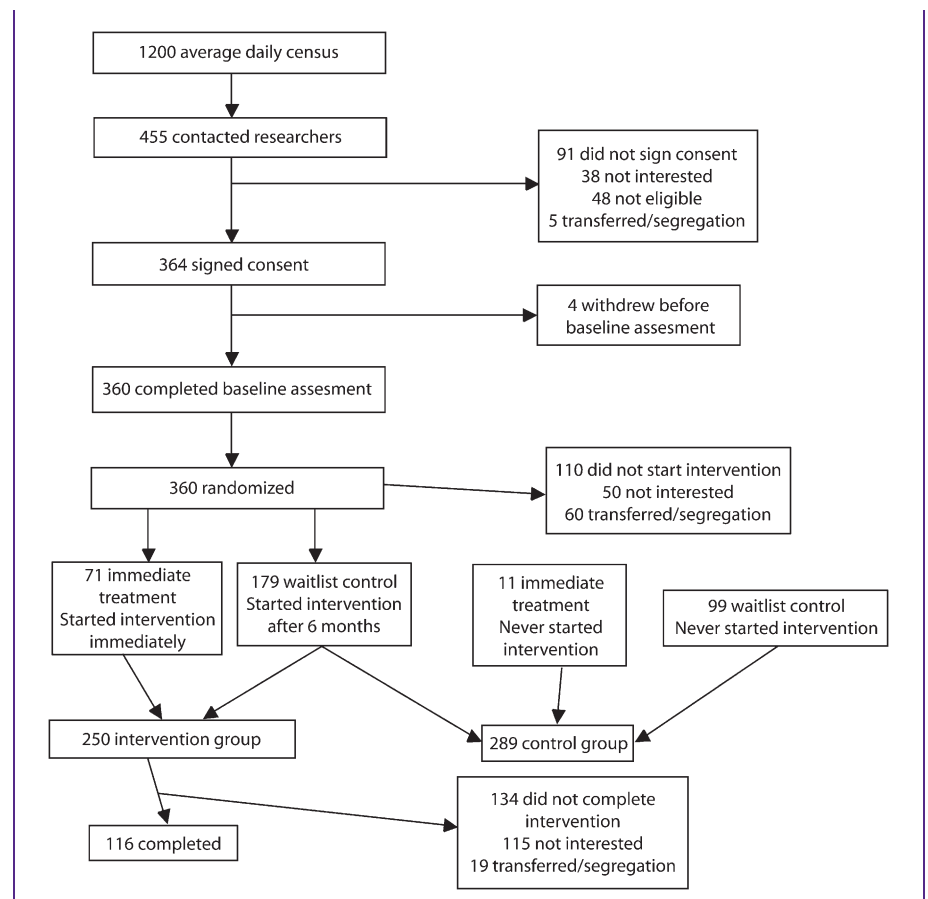 1200 average daily census
455 contacted researchers
91 did not sign consent
38 not interested
48 not eligible
5 transferred/segregation
364 signed consent
4 withdrew before
baseline assesment
360 completed baseline assesment
360 randomized
110 did not start intervention
50 not interested
60 transferred/segregation
71 immediate
treatment
Started intervention
immediately
179 waitlist control
Started intervention
after 6 months
11 immediate
treatment
Never started
intervention
99 waitlist control
Never started intervention
250 intervention group
289 control group
134 did not complete
intervention
115 not interested
19 transferred/segregation
116 completed